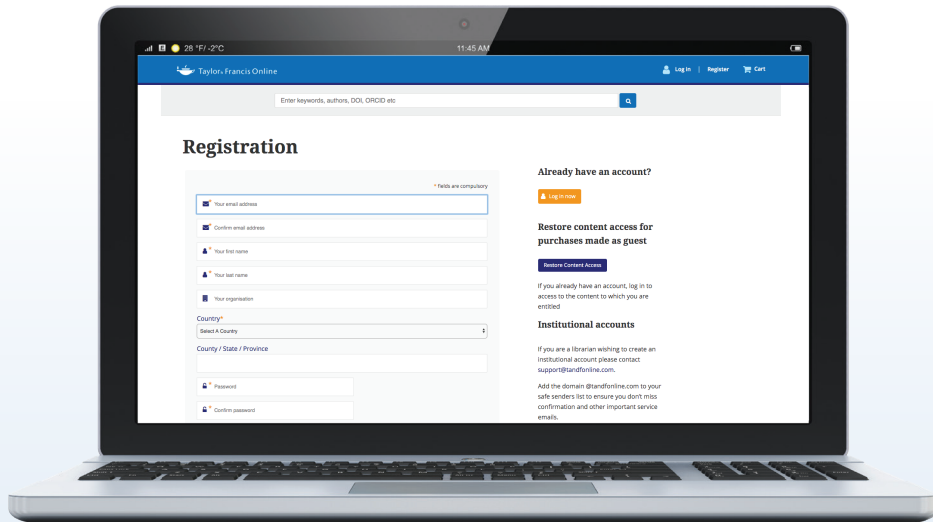 28 °F/ -2°C
11:45 AM
Taylor & Francis Online
Log in | Register Cart
Enter keywords, authors, DOI, ORCID etc
Registration
* fields are compulsory
* Your email address
* Confirm email address
* Your first name
* Your last name
Your organisation
Country*
Select A Country
County / State / Province
* Password
* Confirm password
Already have an account?
Log in now
Restore content access for
purchases made as guest
Restore Content Access
If you already have an account, log in to
access to the content to which you are
entitled
Institutional accounts
If you are a librarian wishing to create an
institutional account please contact
support@tandfonline.com.
Add the domain @tandfonline.com to your
safe senders list to ensure you don't miss
confirmation and other important service
emails.